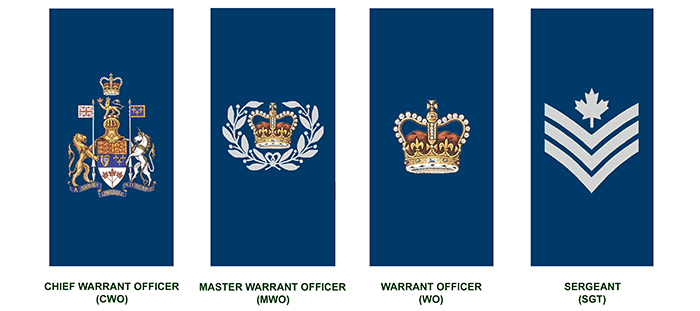 CHIEF WARRANT OFFICER
(CWO)
MASTER WARRANT OFFICER
(MWO)
WARRANT OFFICER
(WO)
SERGEANT
(SGT)